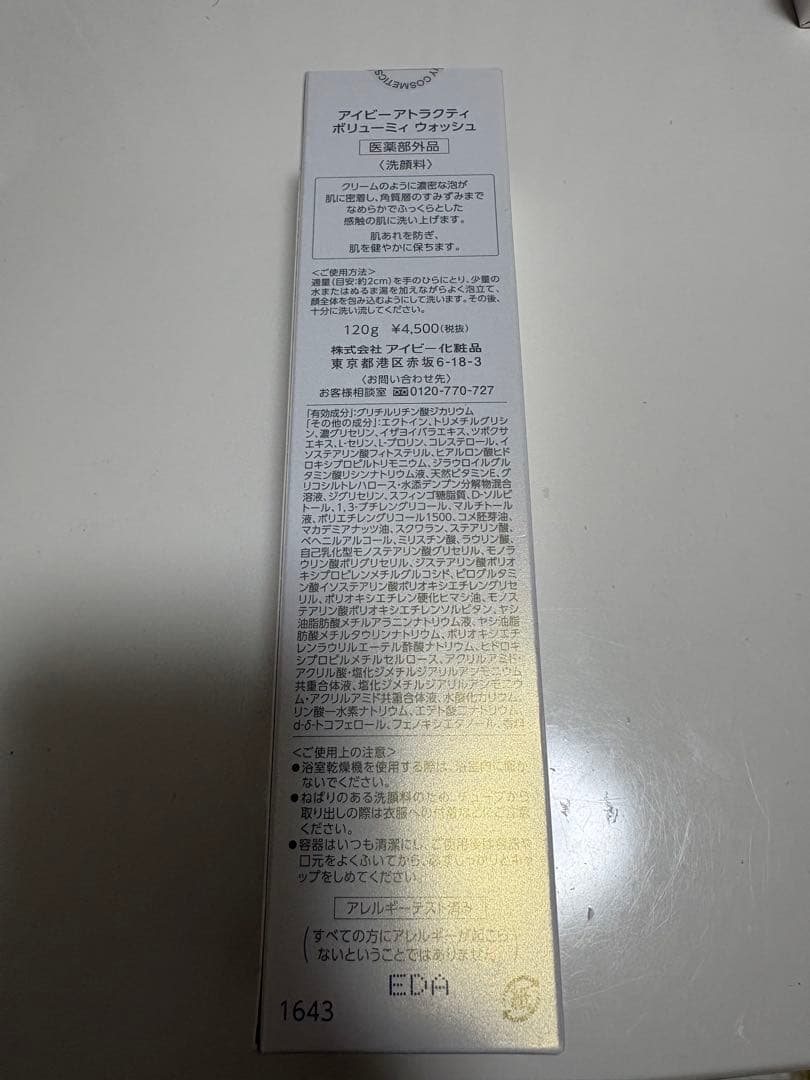 IVY COSMETICS
アイビーアトラクティ
ボリューミィ ウォッシュ
医薬部外品
〈洗顔料〉
クリームのように濃密な泡が
肌に密着し、角質層のすみずみまで
なめらかでふっくらとした
感触の肌に洗い上げます。
肌あれを防ぎ、
肌を健やかに保ちます。
<ご使用方法>
適量(目安:約2cm)を手のひらにとり、少量の
水またはぬるま湯を加えながらよく泡立て、
顔全体を包み込むようにして洗います。その後、
十分に洗い流してください。
120g ¥4,500(税抜)
株式会社 アイビー化粧品
東京都港区赤坂6-18-3
〈お問い合わせ先〉
お客様相談室 0120-770-727
「有効成分」:グリチルリチン酸ジカリウム
「その他の成分」:エクトイン、トリメチルグリシ
ン、濃グリセリン、イザヨイバラエキス、ツボクサ
エキス、L-セリン、L-プロリン、コレステロール、イ
ソステアリン酸フィトステリル、ヒアルロン酸ヒド
ロキシプロピルトリモニウム、ジラウロイルグル
タミン酸リシンナトリウム液、天然ビタミンE、グ
リコシルトレハロース・水添デンプン分解物混合
溶液、ジグリセリン、スフィンゴ糖脂質、D-ソルビ
トール、1,3-ブチレングリコール、マルチトール
液、ポリエチレングリコール1500、コメ胚芽油、
マカデミアナッツ油、スクワラン、ステアリン酸、
ベヘニルアルコール、ミリスチン酸、ラウリン酸、
自己乳化型モノステアリン酸グリセリル、モノラ
ウリン酸ポリグリセリル、ジステアリン酸ポリオ
キシプロピレンメチルグルコシド、ピログルタミ
ン酸イソステアリン酸ポリオキシエチレングリセ
リル、ポリオキシエチレン硬化ヒマシ油、モノス
テアリン酸ポリオキシエチレンソルビタン、ヤシ
油脂肪酸メチルアラニンナトリウム液、ヤシ油脂
肪酸メチルタウリンナトリウム、ポリオキシエチ
レンラウリルエーテル酢酸ナトリウム、ヒドロキ
シプロピルメチルセルロース、アクリルアミド・
アクリル酸・塩化ジメチルジアリルアンモニウム
共重合体液、塩化ジメチルジアリルアンモニウ
ム・アクリルアミド共重合体液、水酸化カリウム、
リン酸一水素ナトリウム、エデト酸二ナトリウム、
d-δ-トコフェロール、フェノキシエタノール、香料
<ご使用上の注意>
●浴室乾燥機を使用する際は、浴室内に置か
ないでください。
●ねばりのある洗顔料のため、チューブから
取り出しの際は衣服への付着などにご注意
ください。
●容器はいつも清潔にし、ご使用後は容器や
口元をよくふいてから、必ずしっかりとキャ
ップをしめてください。
アレルギーテスト済み
(すべての方にアレルギーが起こら
ないということではありません)
EDA
1643
紙